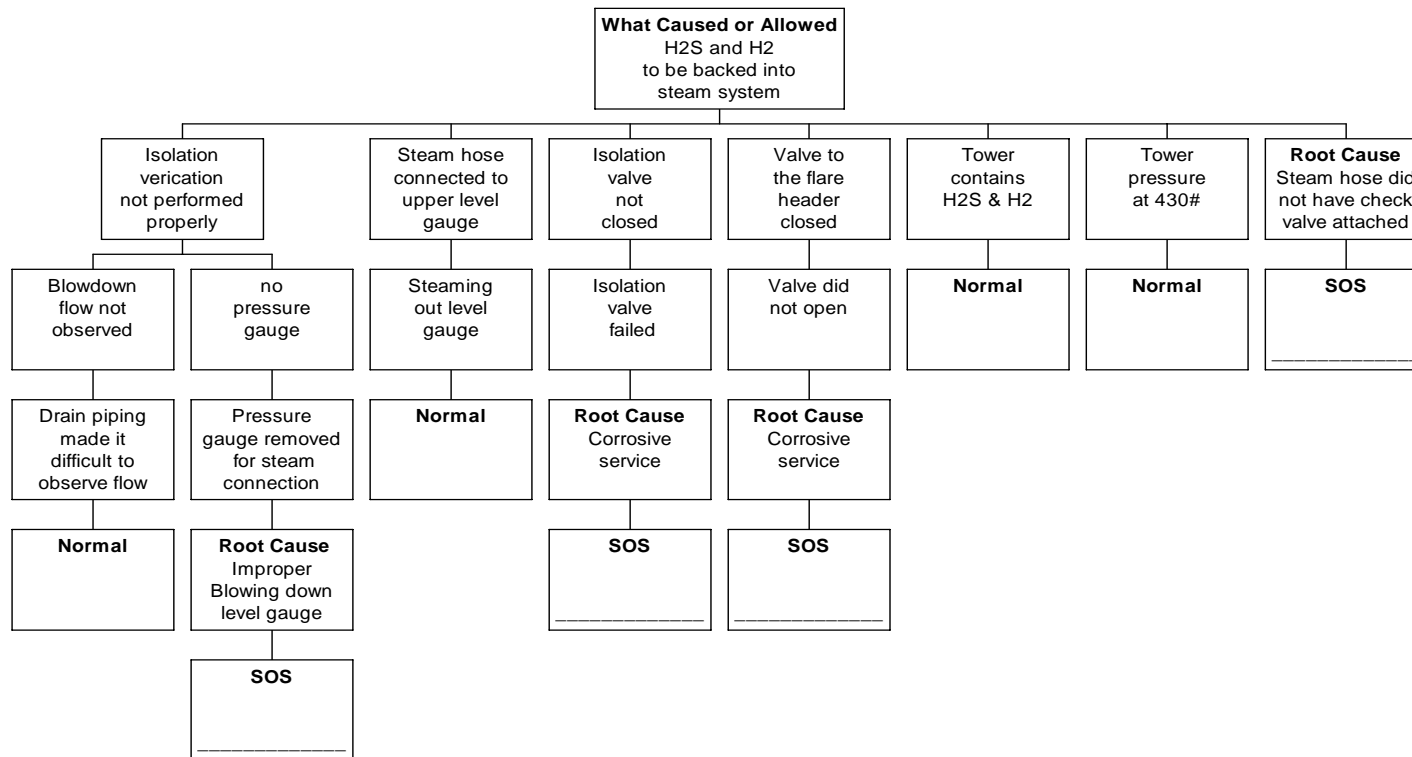 What Caused or Allowed
H2S and H2
to be backed into
steam system
Isolation
verication
not performed
properly
Steam hose
connected to
upper level
gauge
Isolation
valve
not
closed
Valve to
the flare
header
closed
Tower
contains
H2S & H2
Tower
pressure
at 430#
Root Cause
Steam hose did
not have check
valve attached
Blowdown
flow not
observed
no
pressure
gauge
Steaming
out level
gauge
Isolation
valve
failed
Valve did
not open
Normal
Normal
SOS
_____________
Drain piping
made it
difficult to
observe flow
Pressure
gauge removed
for steam
connection
Normal
Root Cause
Corrosive
service
Root Cause
Corrosive
service
Normal
Root Cause
Improper
Blowing down
level gauge
SOS
_____________
SOS
_____________
SOS
_____________